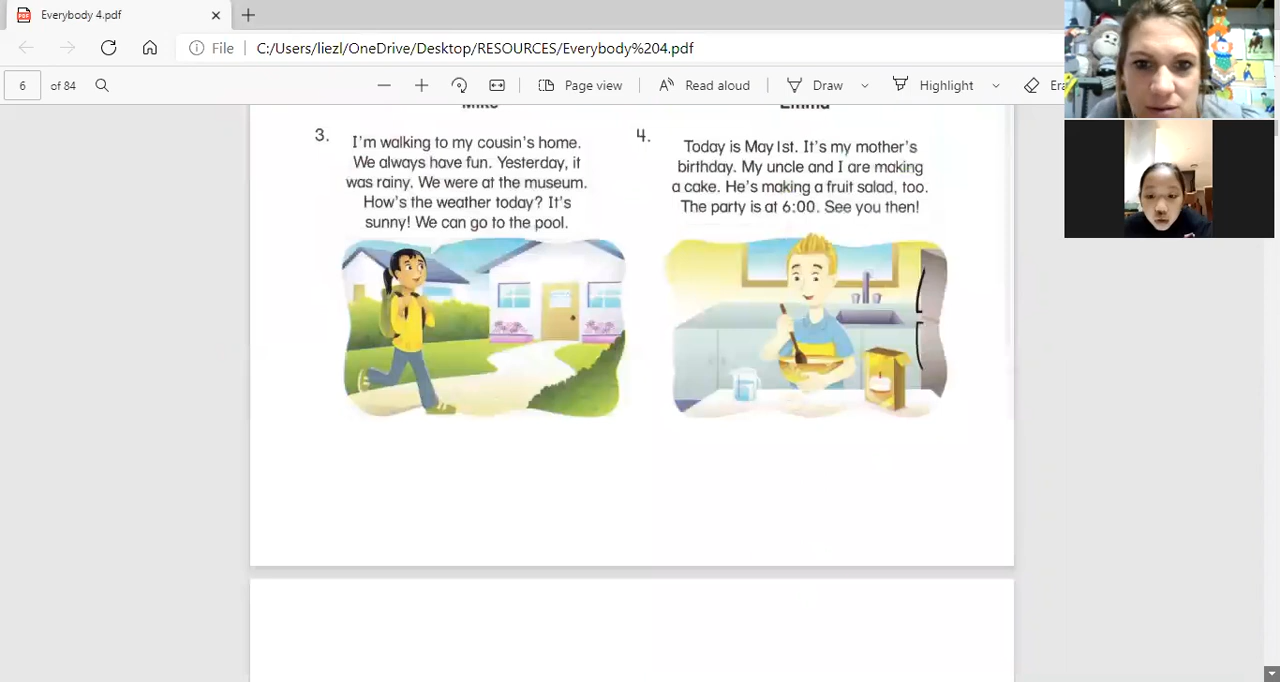 Everybody 4.pdf
File
C:/Users/liezl/OneDrive/Desktop/RESOURCES/Everybody%204.pdf
6 of 84
Page view
Read aloud
Draw
Highlight
Mike
Emma
3.
I'm walking to my cousin's home.
We always have fun. Yesterday, it
was rainy. We were at the museum.
How's the weather today? It's
sunny! We can go to the pool.
4.
Today is May 1st. It's my mother's
birthday. My uncle and I are making
a cake. He's making a fruit salad, too.
The party is at 6:00. See you then!